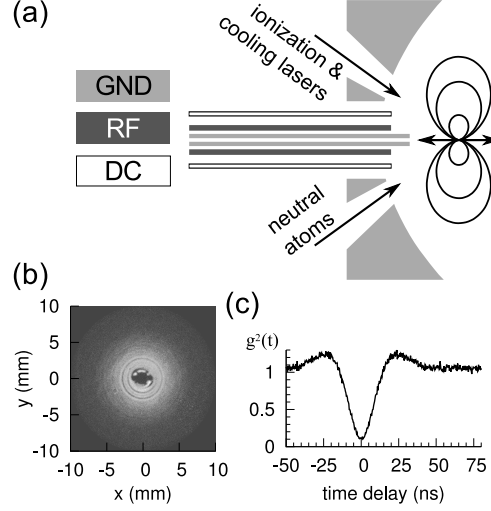 (a)
ionization &
cooling lasers
GND
RF
DC
neutral
atoms
(b)
10
5
0
-5
-10
y (mm)
-10 -5 0 5 10
x (mm)
(c)
g²(t)
1
0.5
0
-50 -25 0 25 50 75
time delay (ns)